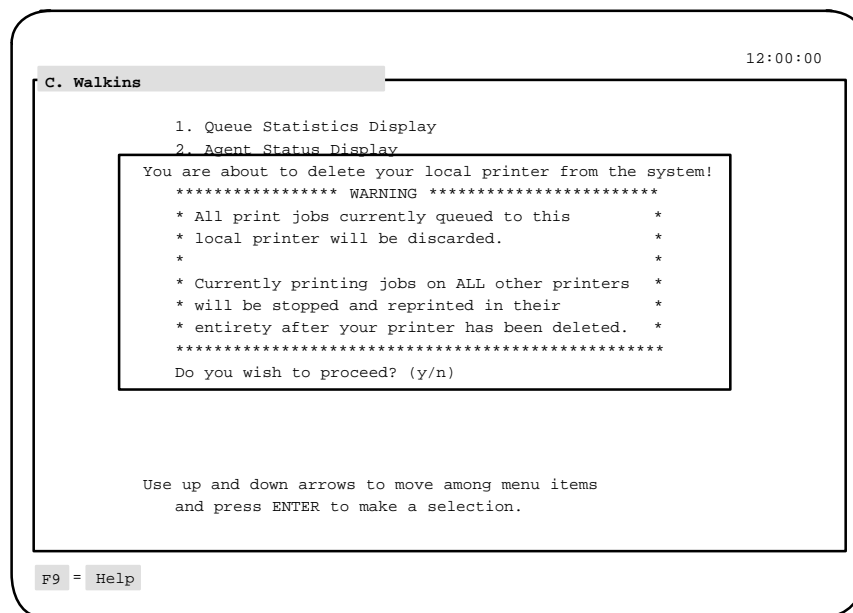 12:00:00
C. Walkins
1. Queue Statistics Display
2. Agent Status Display
You are about to delete your local printer from the system!
***************** WARNING ************************
* All print jobs currently queued to this *
* local printer will be discarded. *
* *
* Currently printing jobs on ALL other printers *
* will be stopped and reprinted in their *
* entirety after your printer has been deleted. *
***************************************************
Do you wish to proceed? (y/n)
Use up and down arrows to move among menu items
and press ENTER to make a selection.
F9 = Help